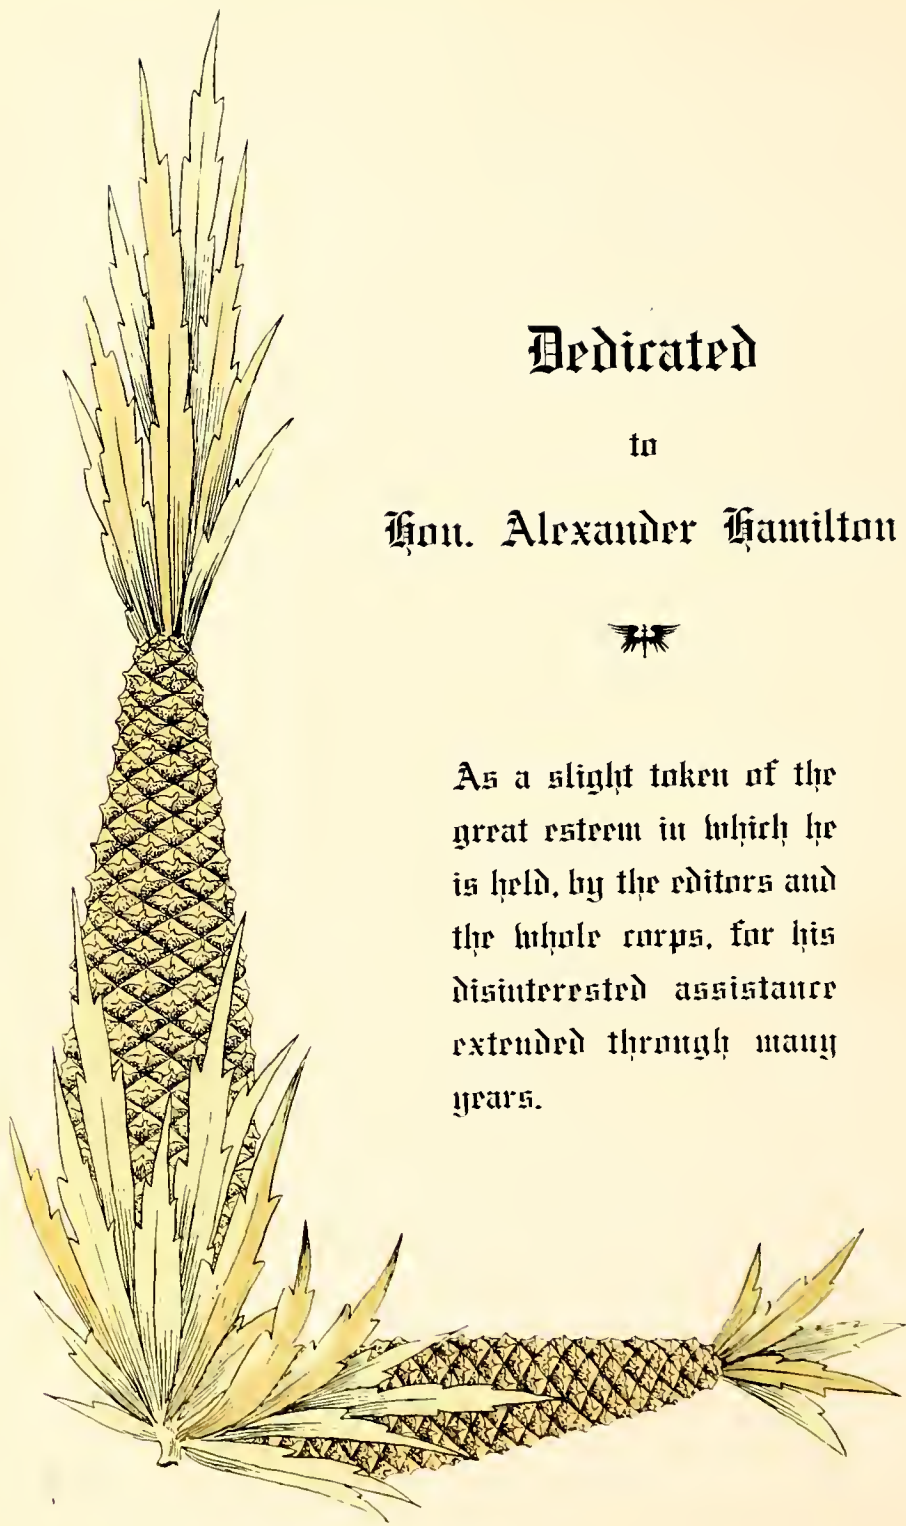 Dedicated
to
Hon. Alexander Hamilton
As a slight token of the
great esteem in which he
is held, by the editors and
the whole corps, for his
disinterested assistance
extended through many
years.